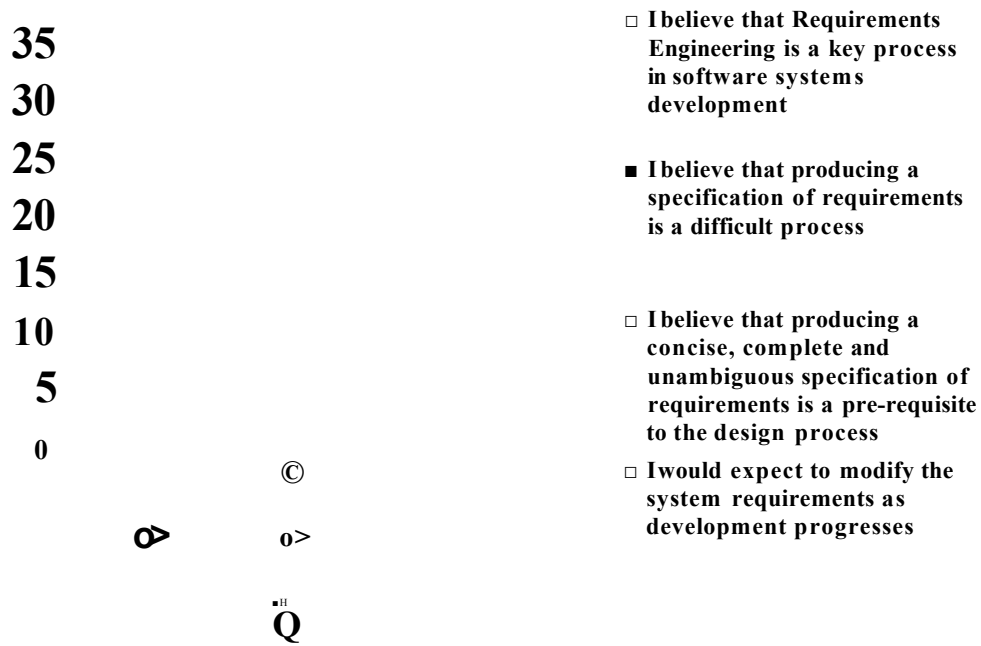 35
30
25
20
15
10
5
0
©
o>
o>
■H
Q
□ I believe that Requirements
Engineering is a key process
in software systems
development
■ I believe that producing a
specification of requirements
is a difficult process
□ I believe that producing a
concise, complete and
unambiguous specification of
requirements is a pre-requisite
to the design process
□ I would expect to modify the
system requirements as
development progresses